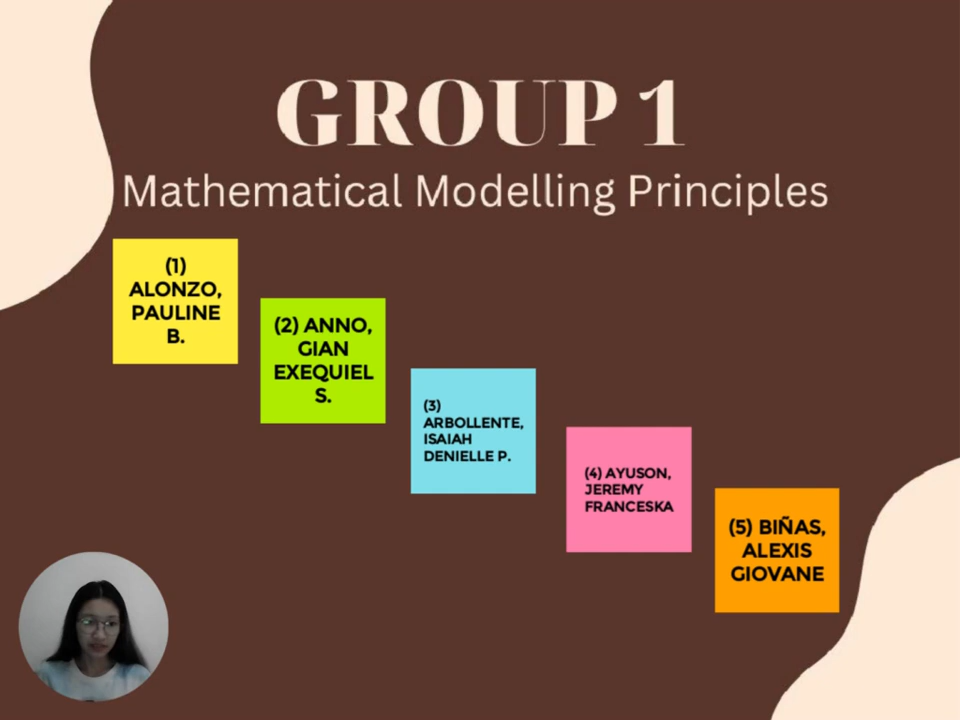 GROUP 1
Mathematical Modelling Principles
(1)
ALONZO,
PAULINE
B.
(2) ANNO,
GIAN
EXEQUIEL
S.
(3)
ARBOLLENTE,
ISAIAH
DENIELLE P.
(4) AYUSON,
JEREMY
FRANCESKA
(5) BIÑAS,
ALEXIS
GIOVANE